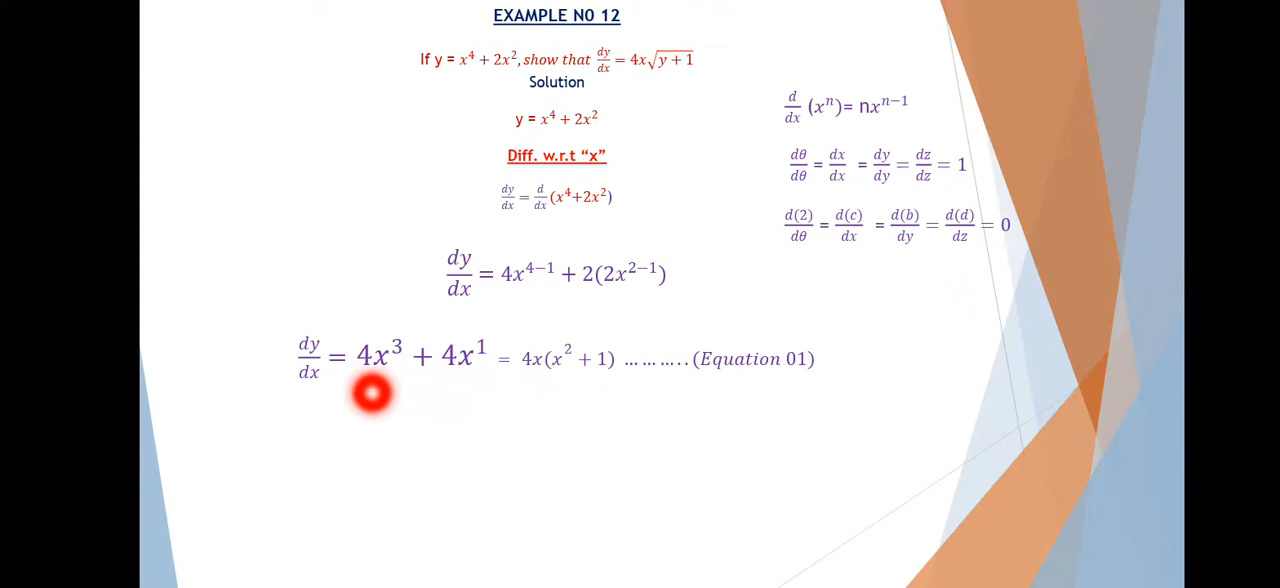 EXAMPLE NO 12
If y = x⁴ + 2x², show that dy/dx = 4x√(y + 1)
Solution
y = x⁴ + 2x²
Diff. w.r.t “x”
dy/dx = d/dx (x⁴+2x²)
dy/dx = 4x⁴⁻¹ + 2(2x²⁻¹)
dy/dx = 4x³ + 4x¹ = 4x(x² + 1) ……….. (Equation 01)
d/dx (xⁿ)= nxⁿ⁻¹
dθ/dθ = dx/dx = dy/dy = dz/dz = 1
d(2)/dθ = d(c)/dx = d(b)/dy = d(d)/dz = 0